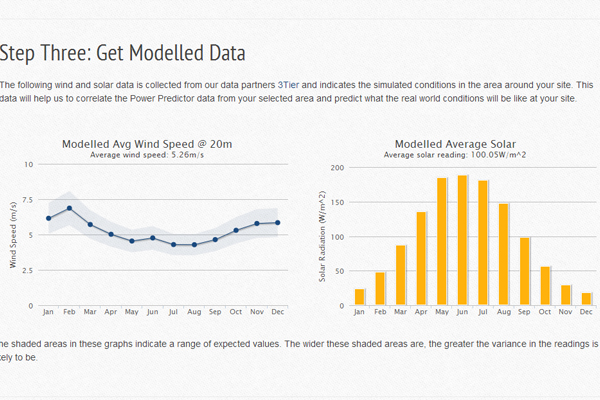 Step Three: Get Modelled Data
The following wind and solar data is collected from our data partners 3Tier and indicates the simulated conditions in the area around your site. This
data will help us to correlate the Power Predictor data from your selected area and predict what the real world conditions will be like at your site.
Modelled Avg Wind Speed @ 20m
Average wind speed: 5.26m/s
Wind Speed (m/s)
10
7.5
5
2.5
0
Jan Feb Mar Apr May Jun Jul Aug Sep Oct Nov Dec
Modelled Average Solar
Average solar reading: 100.05W/m^2
Solar Radiation (W/m^2)
200
150
100
50
0
Jan Feb Mar Apr May Jun Jul Aug Sep Oct Nov Dec
he shaded areas in these graphs indicate a range of expected values. The wider these shaded areas are, the greater the variance in the readings is
ely to be.